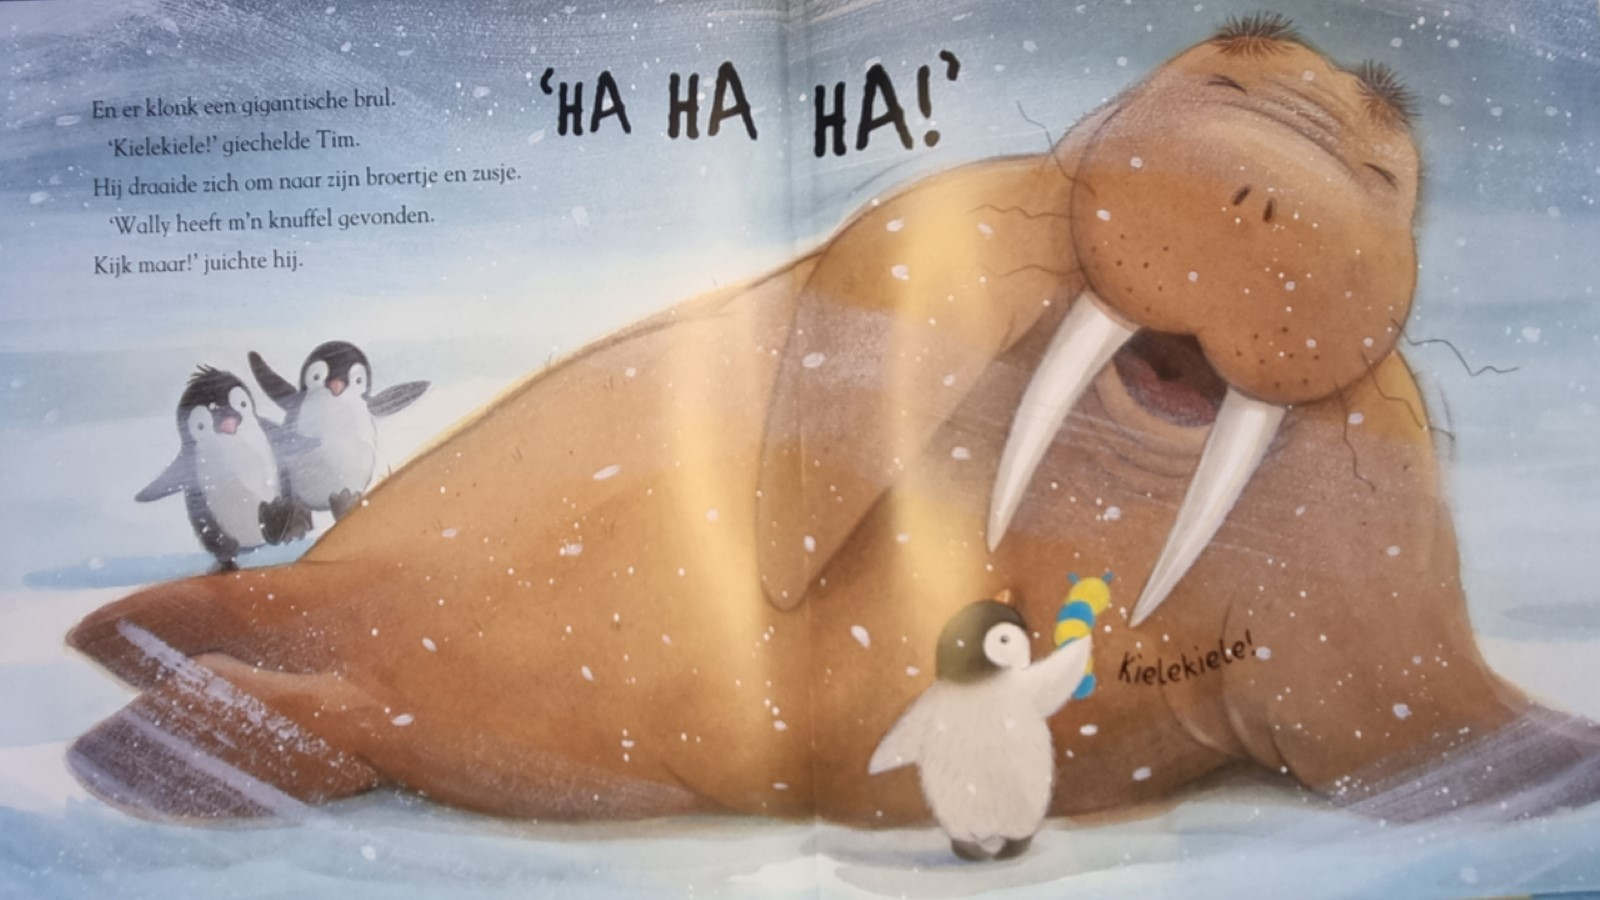 En er klonk een gigantische brul.
‘Kielekiele!’ giechelde Tim.
Hij draaide zich om naar zijn broertje en zusje.
‘Wally heeft m’n knuffel gevonden.
Kijk maar!’ juichte hij.
‘HA HA HA!’
Kielekiele!